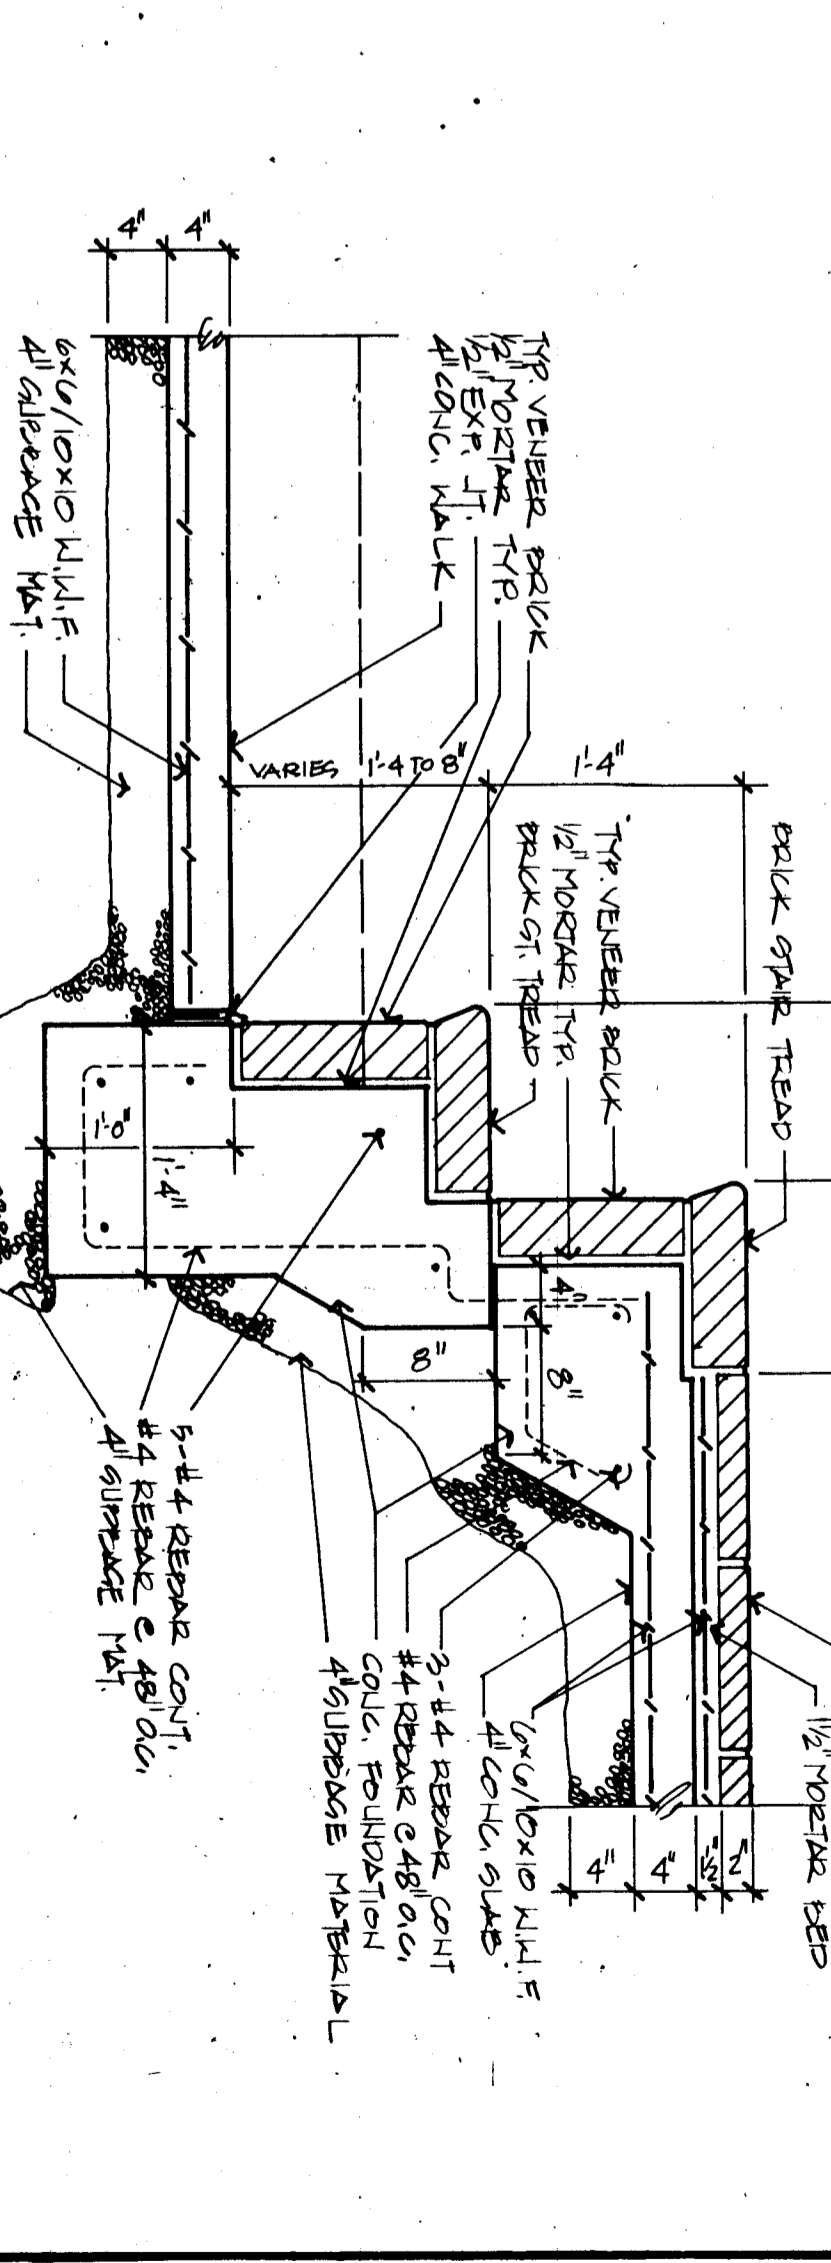 BRICK STAIR TREAD
TYP. VENEER BRICK
1/2" MORTAR TYP.
BRICK ST. TREAD
1 1/2" MORTAR BED
TYP. VENEER BRICK
1/2" MORTAR TYP.
1/2" EXP. JT.
4" CONC. WALK
1'-4"
VARIES 1'-4 TO 8"
4"
4"
6x6/10x10 W.W.F.
4" SUBBAGE MAT.
1'-0"
1'-4"
4"
8"
8"
2"
1 1/2"
4"
4"
6x6/10x10 W.W.F.
4" CONC. SLAB
3-#4 REBAR CONT
#4 REBAR @ 48" O.C.
CONC. FOUNDATION
4" SUBBAGE MATERIAL
5-#4 REBAR CONT.
#4 REBAR @ 48" O.C.
4" SUBBAGE MAT.